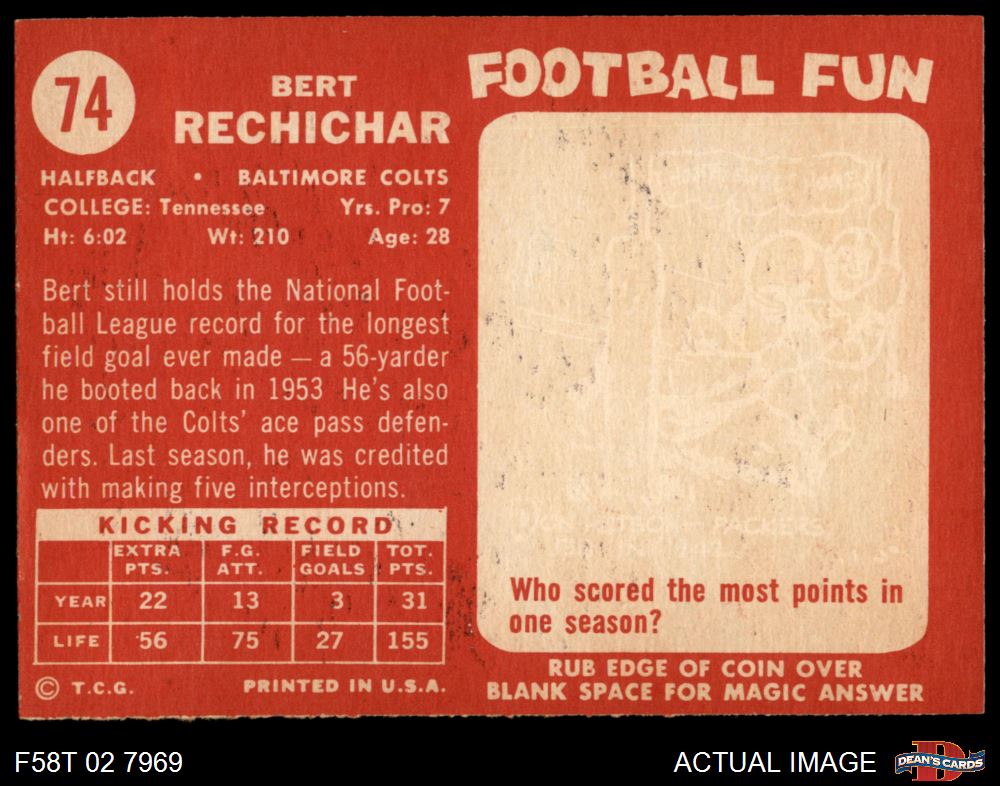 74
BERT
RECHICHAR
HALFBACK • BALTIMORE COLTS
COLLEGE: Tennessee Yrs. Pro: 7
Ht: 6:02 Wt: 210 Age: 28
Bert still holds the National Foot-
ball League record for the longest
field goal ever made — a 56-yarder
he booted back in 1953 He's also
one of the Colts' ace pass defen-
ders. Last season, he was credited
with making five interceptions.
KICKING RECORD
EXTRA PTS. F.G. ATT. FIELD GOALS TOT. PTS.
YEAR 22 13 3 31
LIFE 56 75 27 155
© T.C.G. PRINTED IN U.S.A.
FOOTBALL FUN
Who scored the most points in
one season?
RUB EDGE OF COIN OVER
BLANK SPACE FOR MAGIC ANSWER
F58T 02 7969
ACTUAL IMAGE
D
DEAN'S CARDS